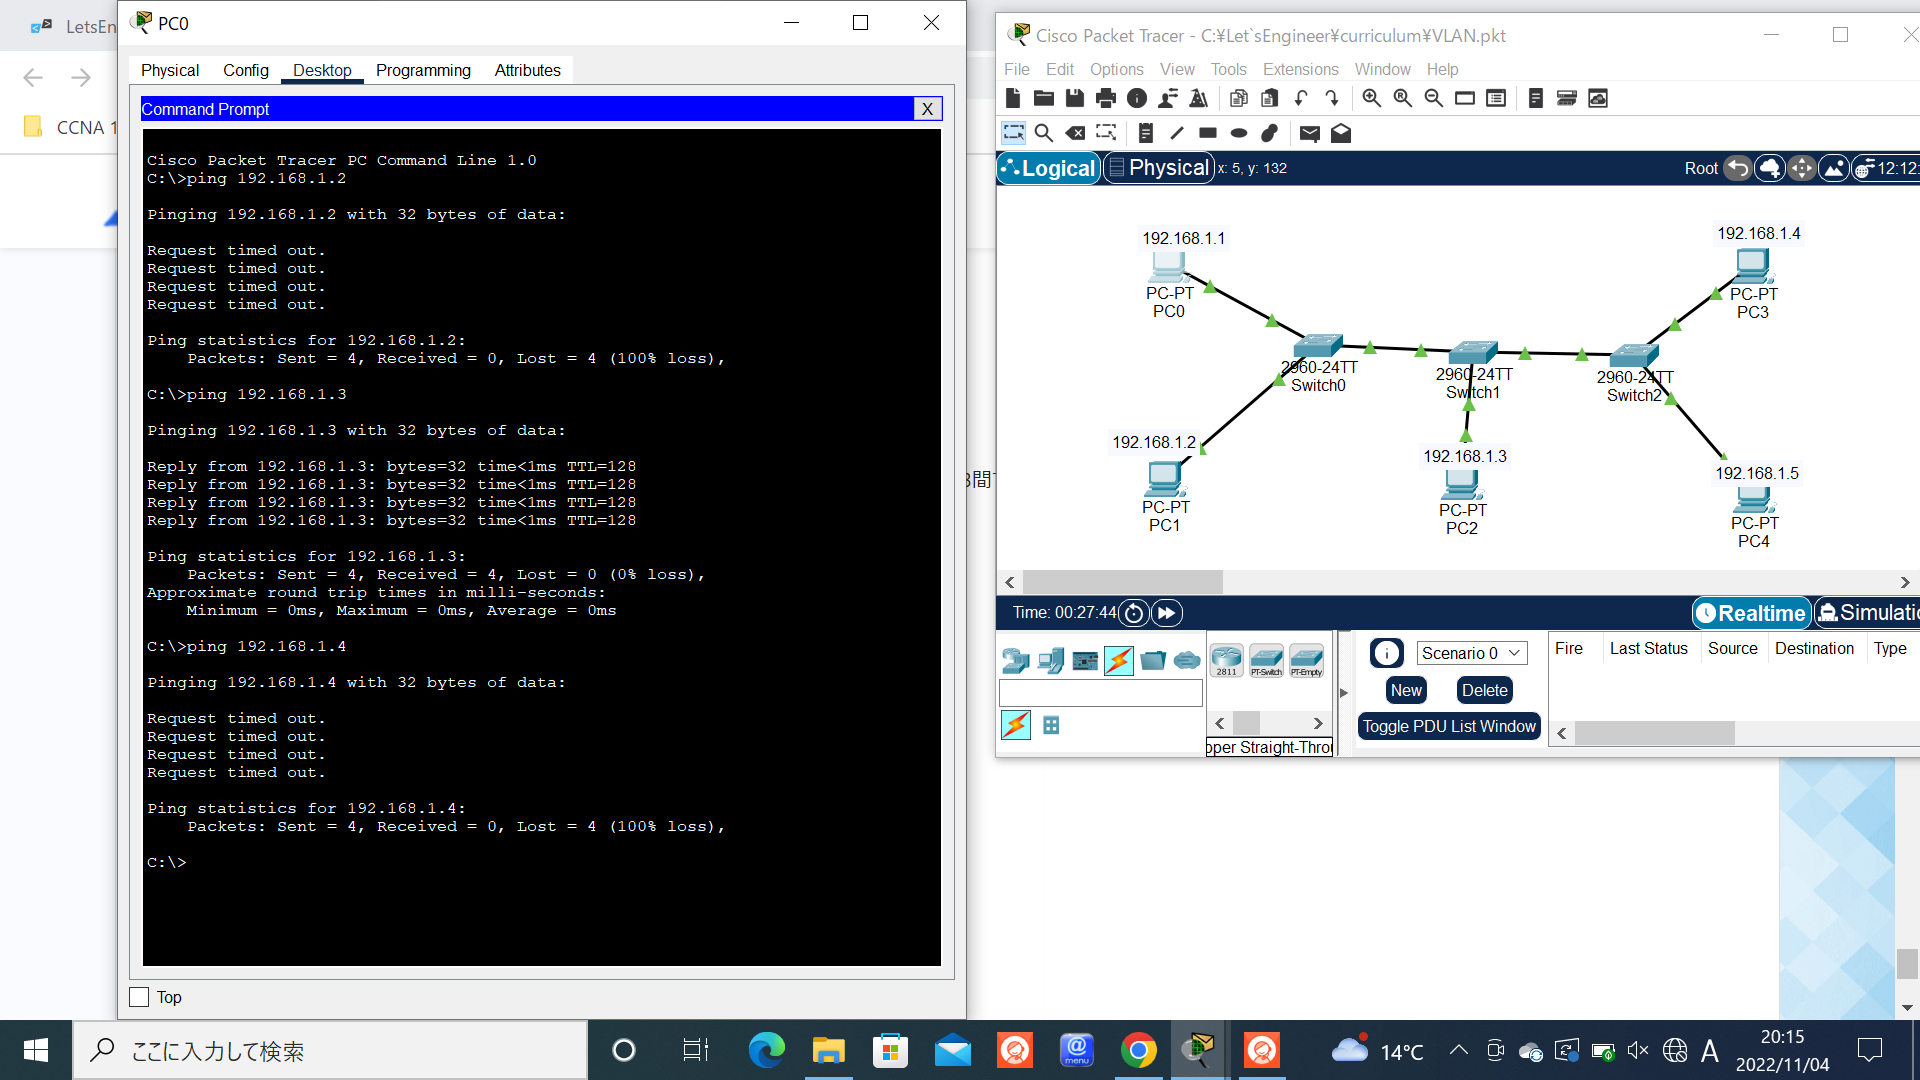 LetsEn
CCNA 1
PC0
Physical
Config
Desktop
Programming
Attributes
Command Prompt
X
Cisco Packet Tracer PC Command Line 1.0
C:\>ping 192.168.1.2
Pinging 192.168.1.2 with 32 bytes of data:
Request timed out.
Request timed out.
Request timed out.
Request timed out.
Ping statistics for 192.168.1.2:
Packets: Sent = 4, Received = 0, Lost = 4 (100% loss),
C:\>ping 192.168.1.3
Pinging 192.168.1.3 with 32 bytes of data:
Reply from 192.168.1.3: bytes=32 time<1ms TTL=128
Reply from 192.168.1.3: bytes=32 time<1ms TTL=128
Reply from 192.168.1.3: bytes=32 time<1ms TTL=128
Reply from 192.168.1.3: bytes=32 time<1ms TTL=128
Ping statistics for 192.168.1.3:
Packets: Sent = 4, Received = 4, Lost = 0 (0% loss),
Approximate round trip times in milli-seconds:
Minimum = 0ms, Maximum = 0ms, Average = 0ms
C:\>ping 192.168.1.4
Pinging 192.168.1.4 with 32 bytes of data:
Request timed out.
Request timed out.
Request timed out.
Request timed out.
Ping statistics for 192.168.1.4:
Packets: Sent = 4, Received = 0, Lost = 4 (100% loss),
C:\>
Top
Cisco Packet Tracer - C:¥Let`sEngineer¥curriculum¥VLAN.pkt
File Edit Options View Tools Extensions Window Help
Logical
Physical
x: 5, y: 132
Root
12:12:
192.168.1.1
PC-PT
PC0
192.168.1.4
PC-PT
PC3
2960-24TT
Switch0
2960-24TT
Switch1
2960-24TT
Switch2
192.168.1.2
PC-PT
PC1
192.168.1.3
PC-PT
PC2
192.168.1.5
PC-PT
PC4
間
Time: 00:27:44
Realtime
Simulatio
2811
PT-Switch
PT-Empty
pper Straight-Throu
Scenario 0
New
Delete
Toggle PDU List Window
Fire
Last Status
Source
Destination
Type
ここに入力して検索
@
menu
14°C
A
20:15
2022/11/04